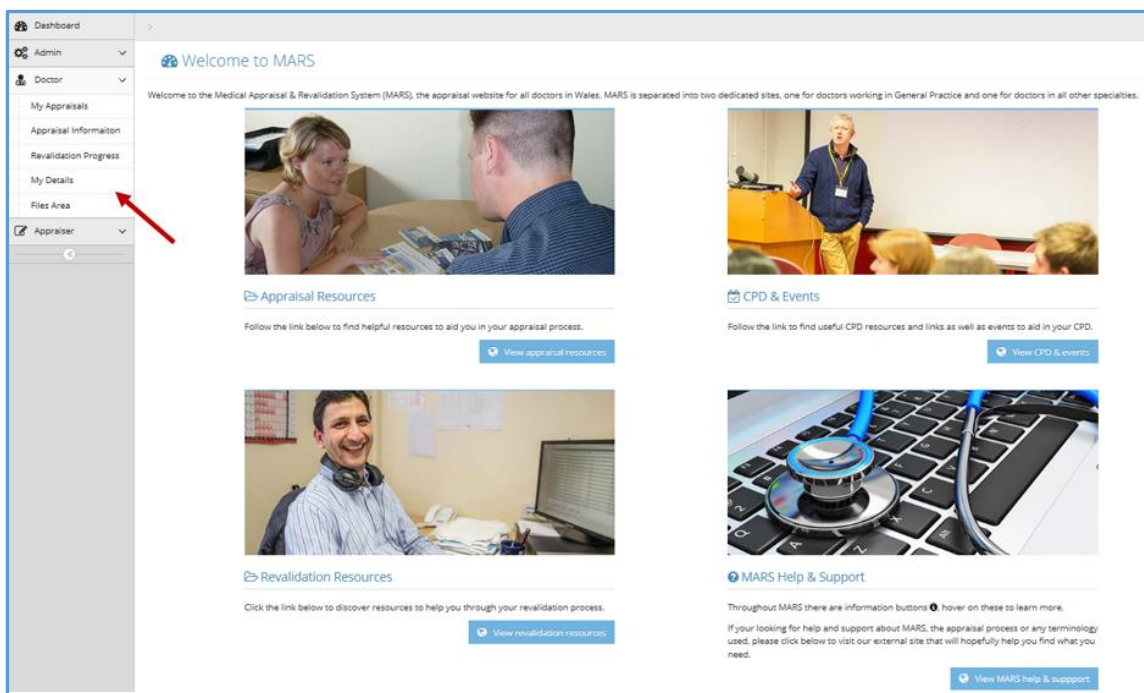 Dashboard
Admin
Doctor
My Appraisals
Appraisal Informaiton
Revalidation Progress
My Details
Files Area
Appraiser
Welcome to MARS
Welcome to the Medical Appraisal & Revalidation System (MARS), the appraisal website for all doctors in Wales. MARS is separated into two dedicated sites, one for doctors working in General Practice and one for doctors in all other specialties.
Appraisal Resources
Follow the link below to find helpful resources to aid you in your appraisal process.
View appraisal resources
CPD & Events
Follow the link to find useful CPD resources and links as well as events to aid in your CPD.
View CPD & events
Revalidation Resources
Click the link below to discover resources to help you through your revalidation process.
View revalidation resources
MARS Help & Support
Throughout MARS there are information buttons , hover on these to learn more.
If your looking for help and support about MARS, the appraisal process or any terminology
used, please click below to visit our external site that will hopefully help you find what you
need.
View MARS help & suppport